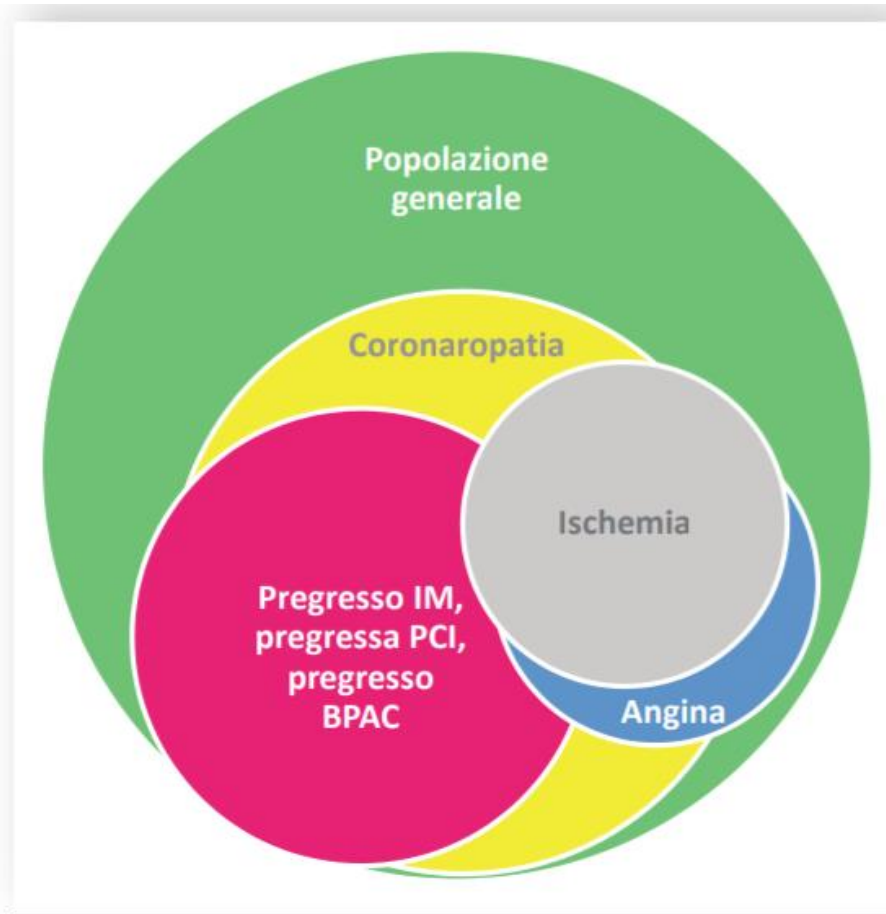 Popolazione
generale
Coronaropatia
Ischemia
Pregresso IM,
pregressa PCI,
pregresso
BPAC
Angina